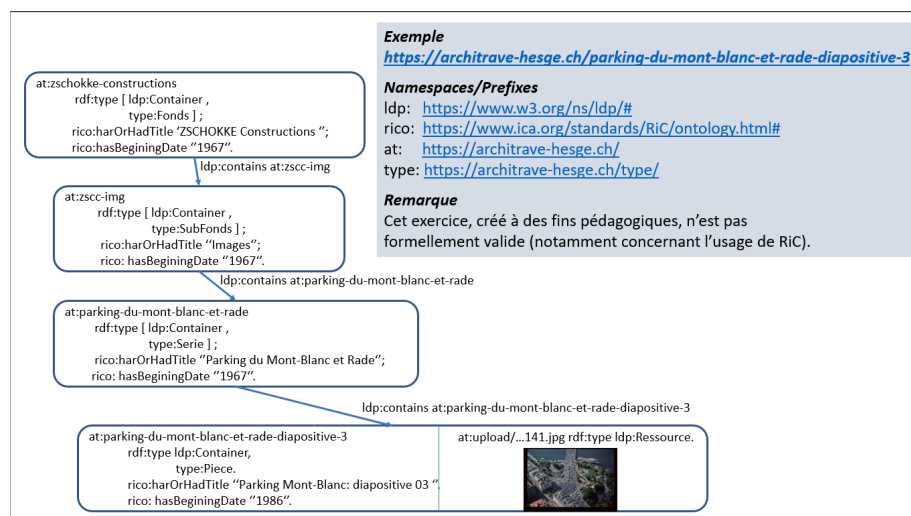 Exemple
https://architrave-hesge.ch/parking-du-mont-blanc-et-rade-diapositive-3
Namespaces/Prefixes
ldp: https://www.w3.org/ns/ldp/#
rico: https://www.ica.org/standards/RiC/ontology.html#
at: https://architrave-hesge.ch/
type: https://architrave-hesge.ch/type/
Remarque
Cet exercice, créé à des fins pédagogiques, n’est pas
formellement valide (notamment concernant l’usage de RiC).
at:zschokke-constructions
rdf:type [ ldp:Container ,
type:Fonds ] ;
rico:harOrHadTitle ‘ZSCHOKKE Constructions ‘’;
rico:hasBeginingDate ‘’1967’’.
ldp:contains at:zscc-img
at:zscc-img
rdf:type [ ldp:Container ,
type:SubFonds ] ;
rico:harOrHadTitle ‘’Images’’;
rico: hasBeginingDate ‘’1967’’.
ldp:contains at:parking-du-mont-blanc-et-rade
at:parking-du-mont-blanc-et-rade
rdf:type [ ldp:Container ,
type:Serie ] ;
rico:harOrHadTitle ‘’Parking du Mont-Blanc et Rade’’;
rico: hasBeginingDate ‘’1967’’.
ldp:contains at:parking-du-mont-blanc-et-rade-diapositive-3
at:parking-du-mont-blanc-et-rade-diapositive-3
rdf:type ldp:Container,
type:Piece.
rico:harOrHadTitle ‘’Parking Mont-Blanc: diapositive 03 ‘’.
rico: hasBeginingDate ‘’1986’’.
at:upload/…141.jpg rdf:type ldp:Ressource.